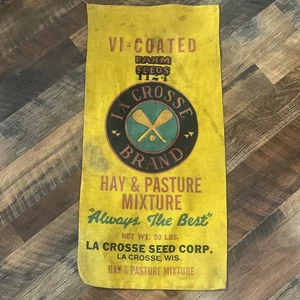 VI-COATED
FARM
SEEDS
1124
LA CROSSE
BRAND
HAY & PASTURE
MIXTURE
"Always The Best"
NET WT. 50 LBS.
LA CROSSE SEED CORP.
LA CROSSE, WIS.
HAY & PASTURE MIXTURE